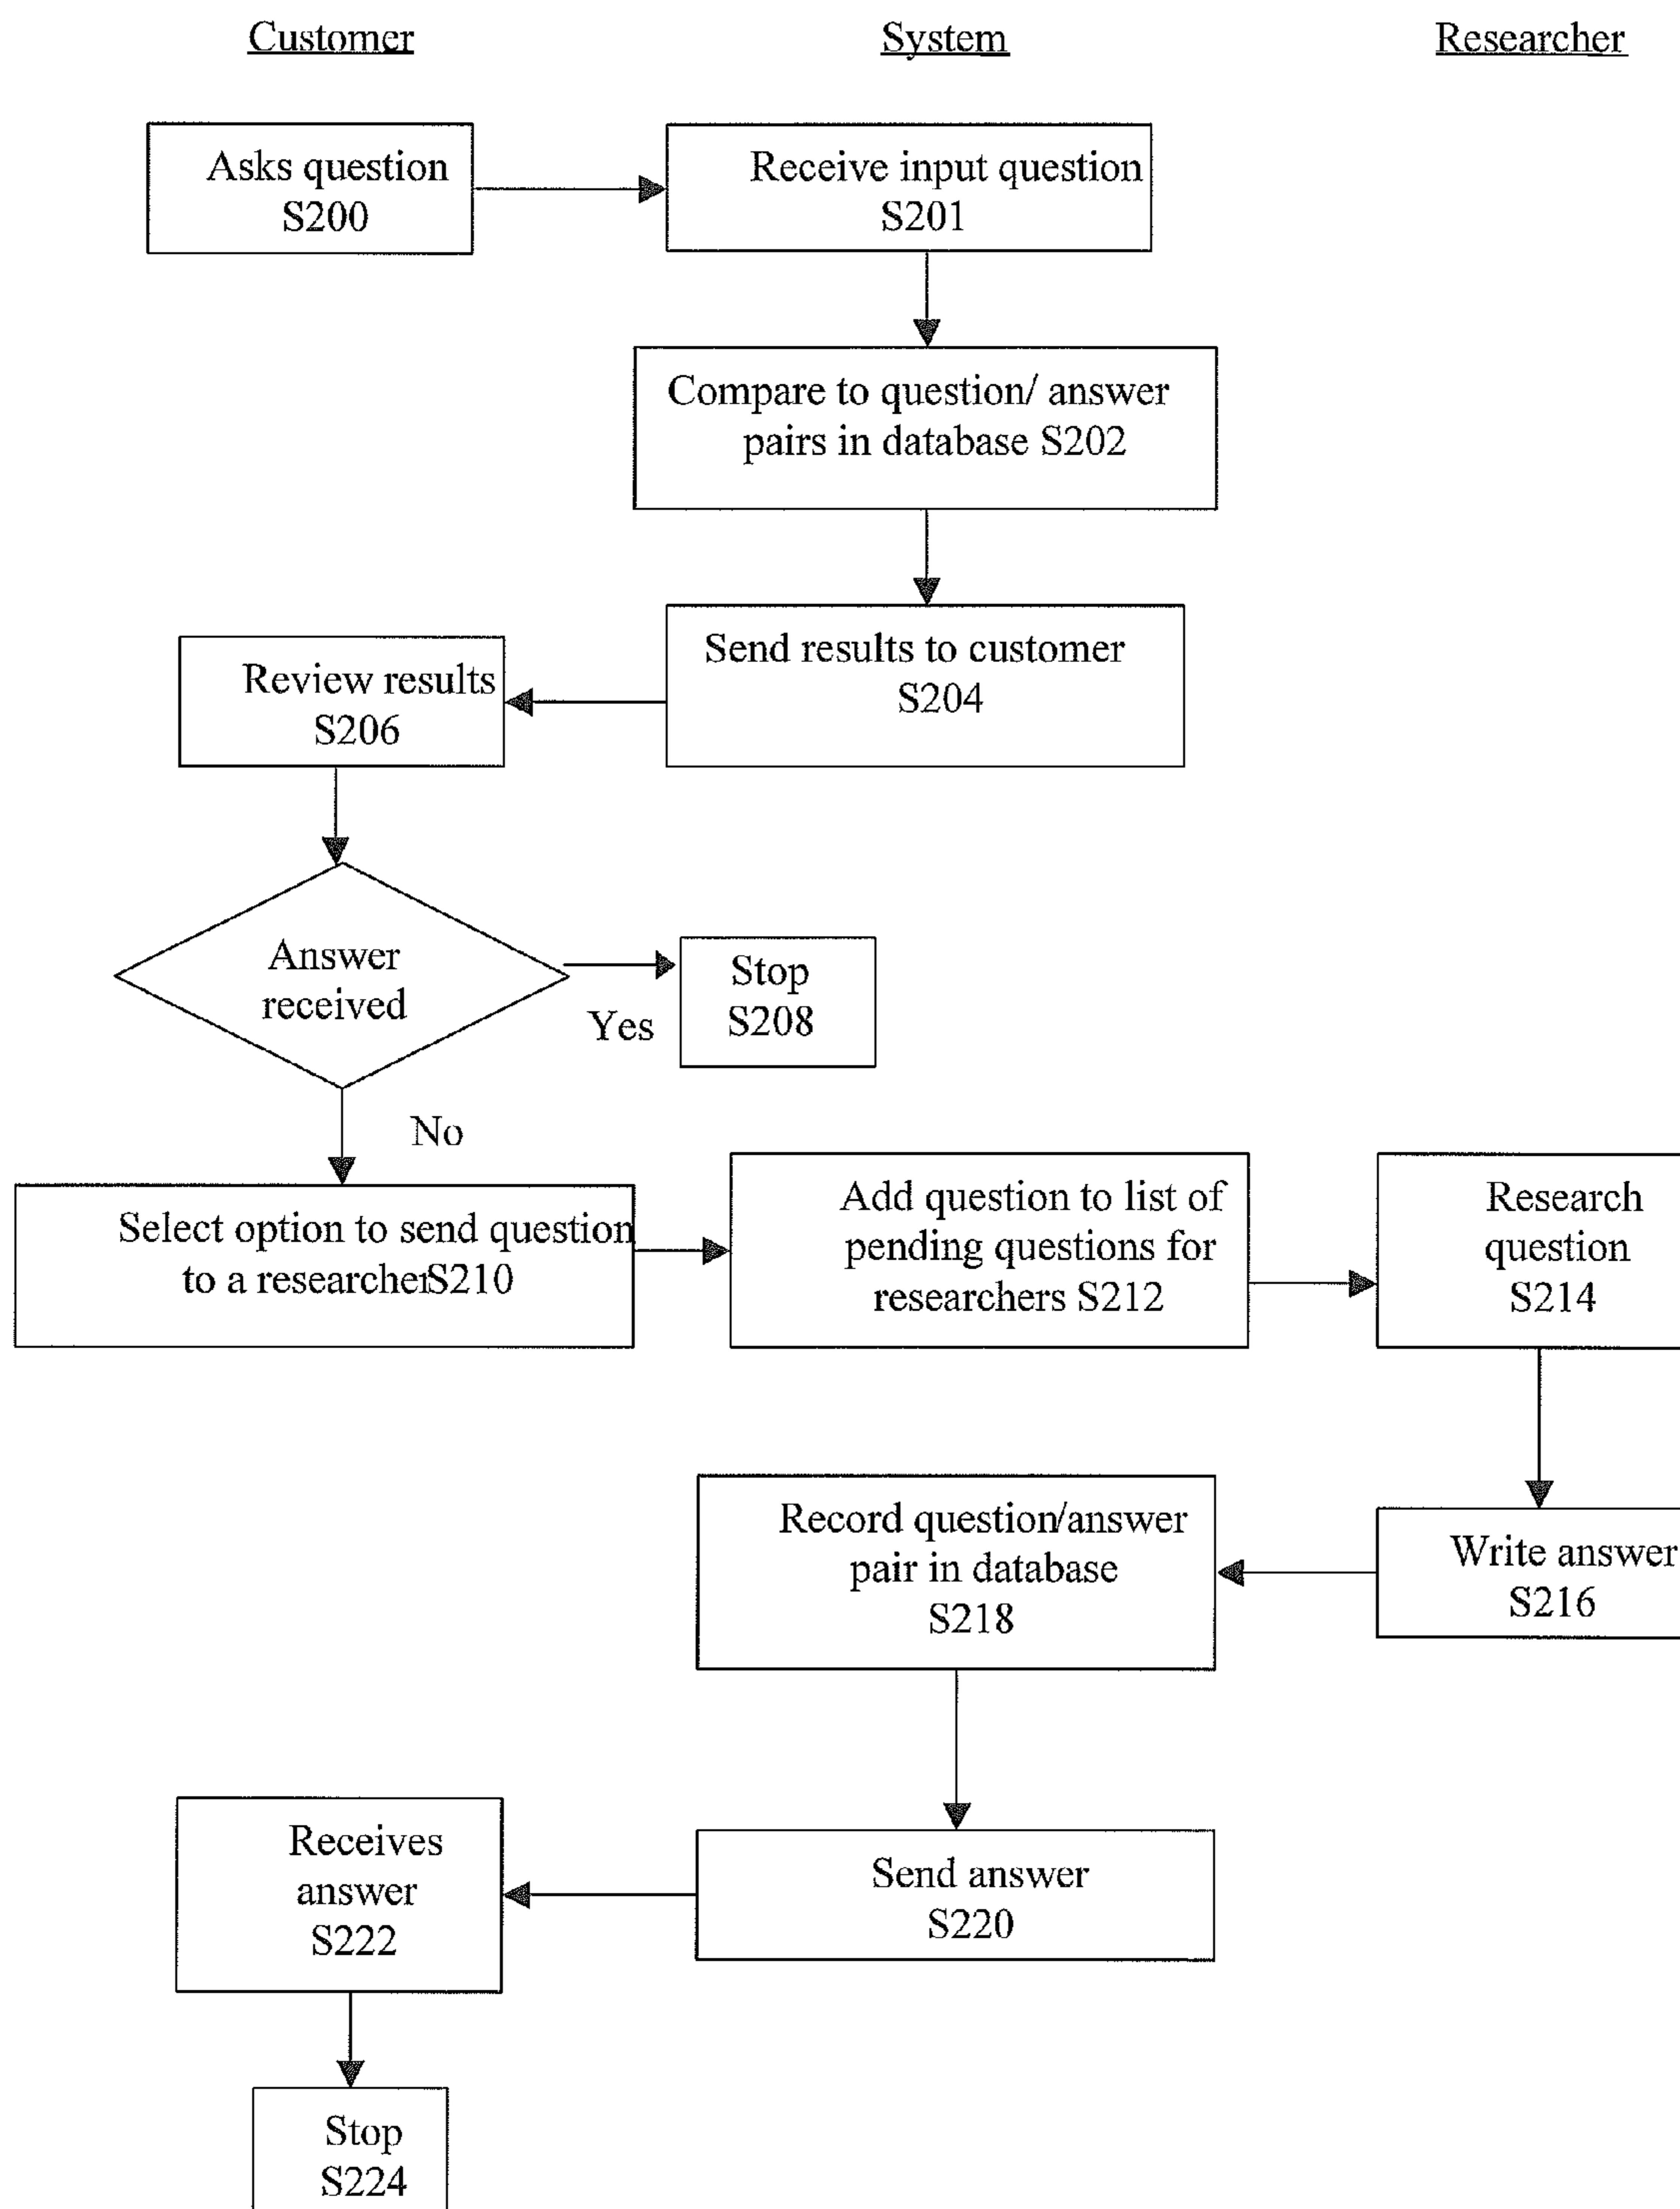 Customer
System
Researcher
Asks question
S200
Receive input question
S201
Compare to question/ answer
pairs in database S202
Send results to customer
S204
Review results
S206
Answer
received
Yes
Stop
S208
No
Select option to send question
to a researcherS210
Add question to list of
pending questions for
researchers S212
Research
question
S214
Write answer
S216
Record question/answer
pair in database
S218
Send answer
S220
Receives
answer
S222
Stop
S224